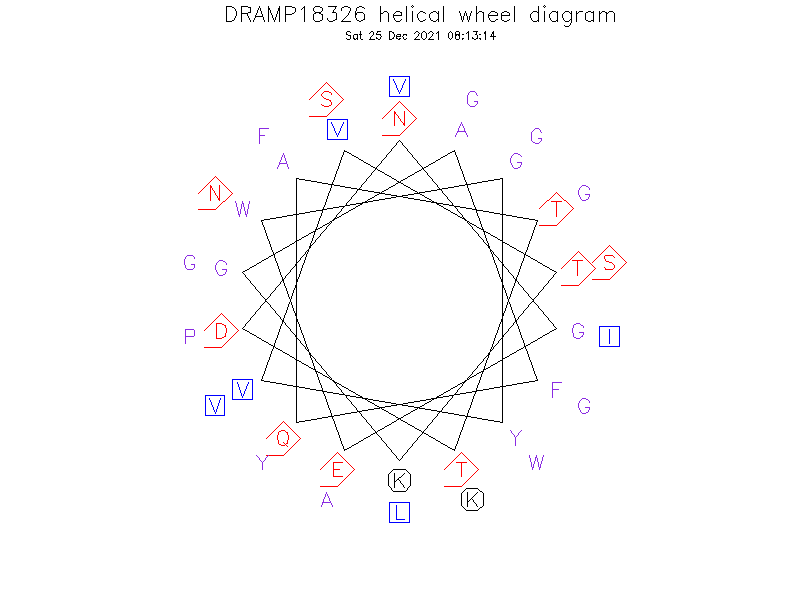 DRAMP18326 helical wheel diagram
Sat 25 Dec 2021 08:13:14
V
S G
N
V A
F G
A G
N G
W T
G S
G T
D G
P I
V F
V G
Q Y
Y W
E T
K
A K
L